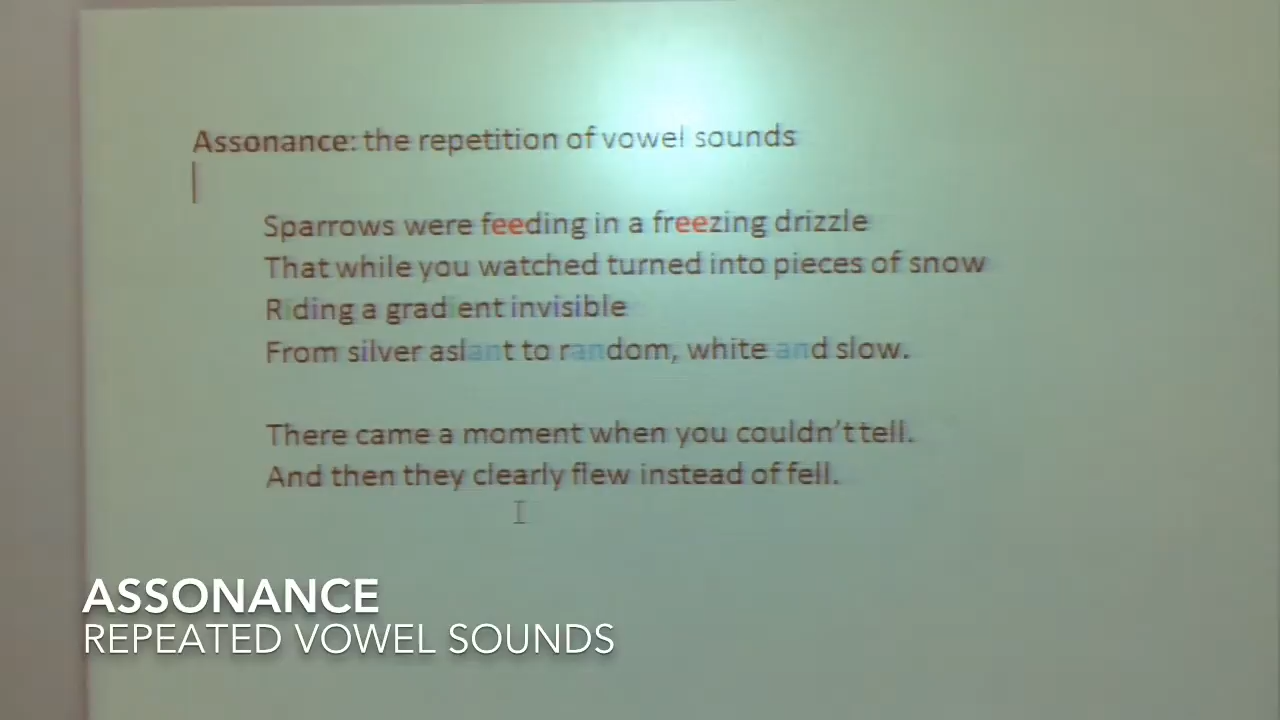 Assonance: the repetition of vowel sounds
Sparrows were feeding in a freezing drizzle
That while you watched turned into pieces of snow
Riding a gradient invisible
From silver aslant to random, white and slow.
There came a moment when you couldn't tell.
And then they clearly flew instead of fell.
ASSONANCE
REPEATED VOWEL SOUNDS